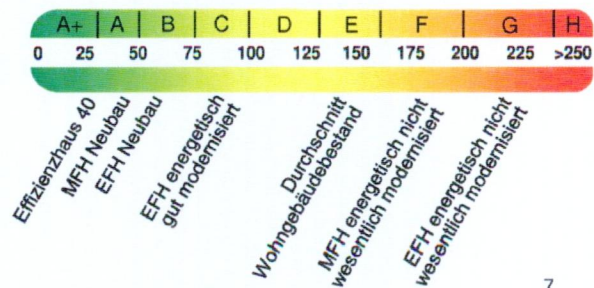 A+ A B C D E F G H
0 25 50 75 100 125 150 175 200 225 >250
Effizienzhaus 40
MFH Neubau
EFH Neubau
EFH energetisch
gut modernisiert
Durchschnitt
Wohngebäudebestand
MFH energetisch nicht
wesentlich modernisiert
EFH energetisch nicht
wesentlich modernisiert
7